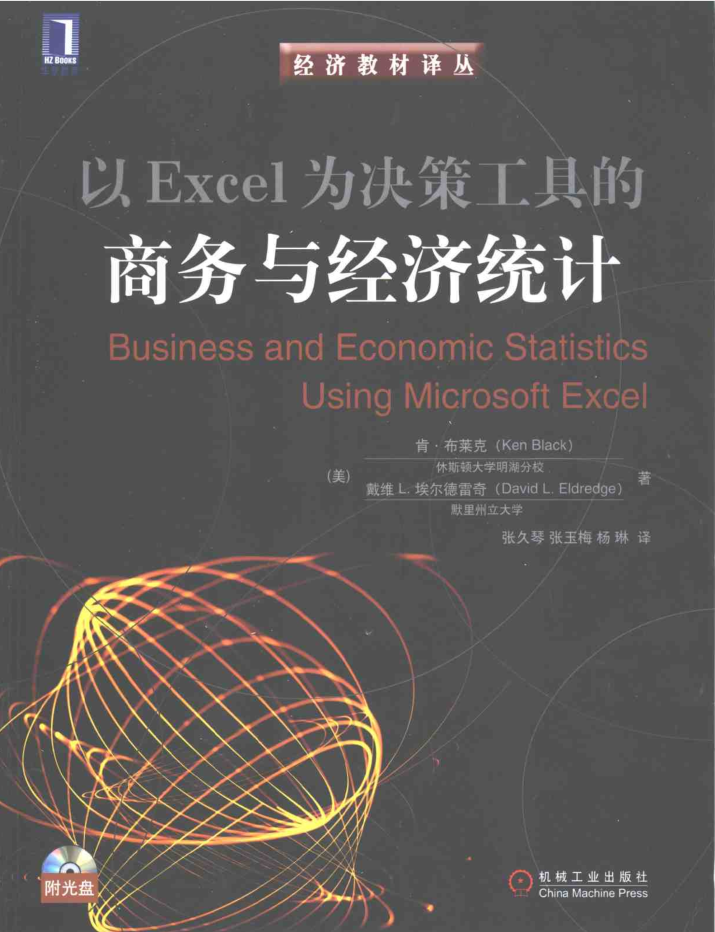 HZ BOOKS
经济教材译丛
以Excel为决策工具的
商务与经济统计
Business and Economic Statistics
Using Microsoft Excel
肯·布莱克（Ken Black）
休斯顿大学明湖分校
（美）
著
戴维 L. 埃尔德雷奇（David L. Eldredge）
默里州立大学
张久琴 张玉梅 杨 琳 译
附光盘
机械工业出版社
China Machine Press